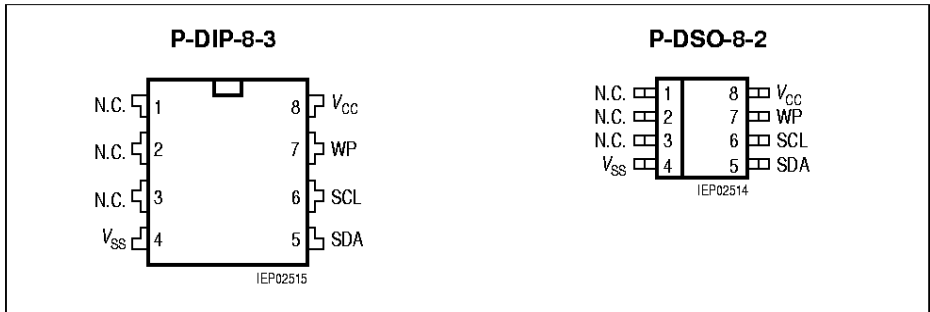 P-DIP-8-3
N.C. 1 8 VCC
N.C. 2 7 WP
N.C. 3 6 SCL
VSS 4 5 SDA
IEP02515
P-DSO-8-2
N.C. 1 8 VCC
N.C. 2 7 WP
N.C. 3 6 SCL
VSS 4 5 SDA
IEP02514